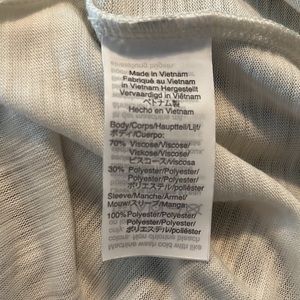 Made in Vietnam
Fabriqué au Vietnam
in Vietnam Hergestellt
Vervaardigd in Viëtnam
ベトナム製
Hecho en Vietnam
Body/Corps/Hauptteil/Lijf/
ボディ/Cuerpo:
70% Viscose/Viscose/
Viskose/Viscose/
ビスコース/viscosa
30% Polyester/Polyester/
Polyester/Polyester/
ポリエステル/poliéster
Sleeve/Manche/Ärmel/
Mouw/スリーブ/Manga:
100% Polyester/Polyester/
Polyester/Polyester/
ポリエステル/poliéster